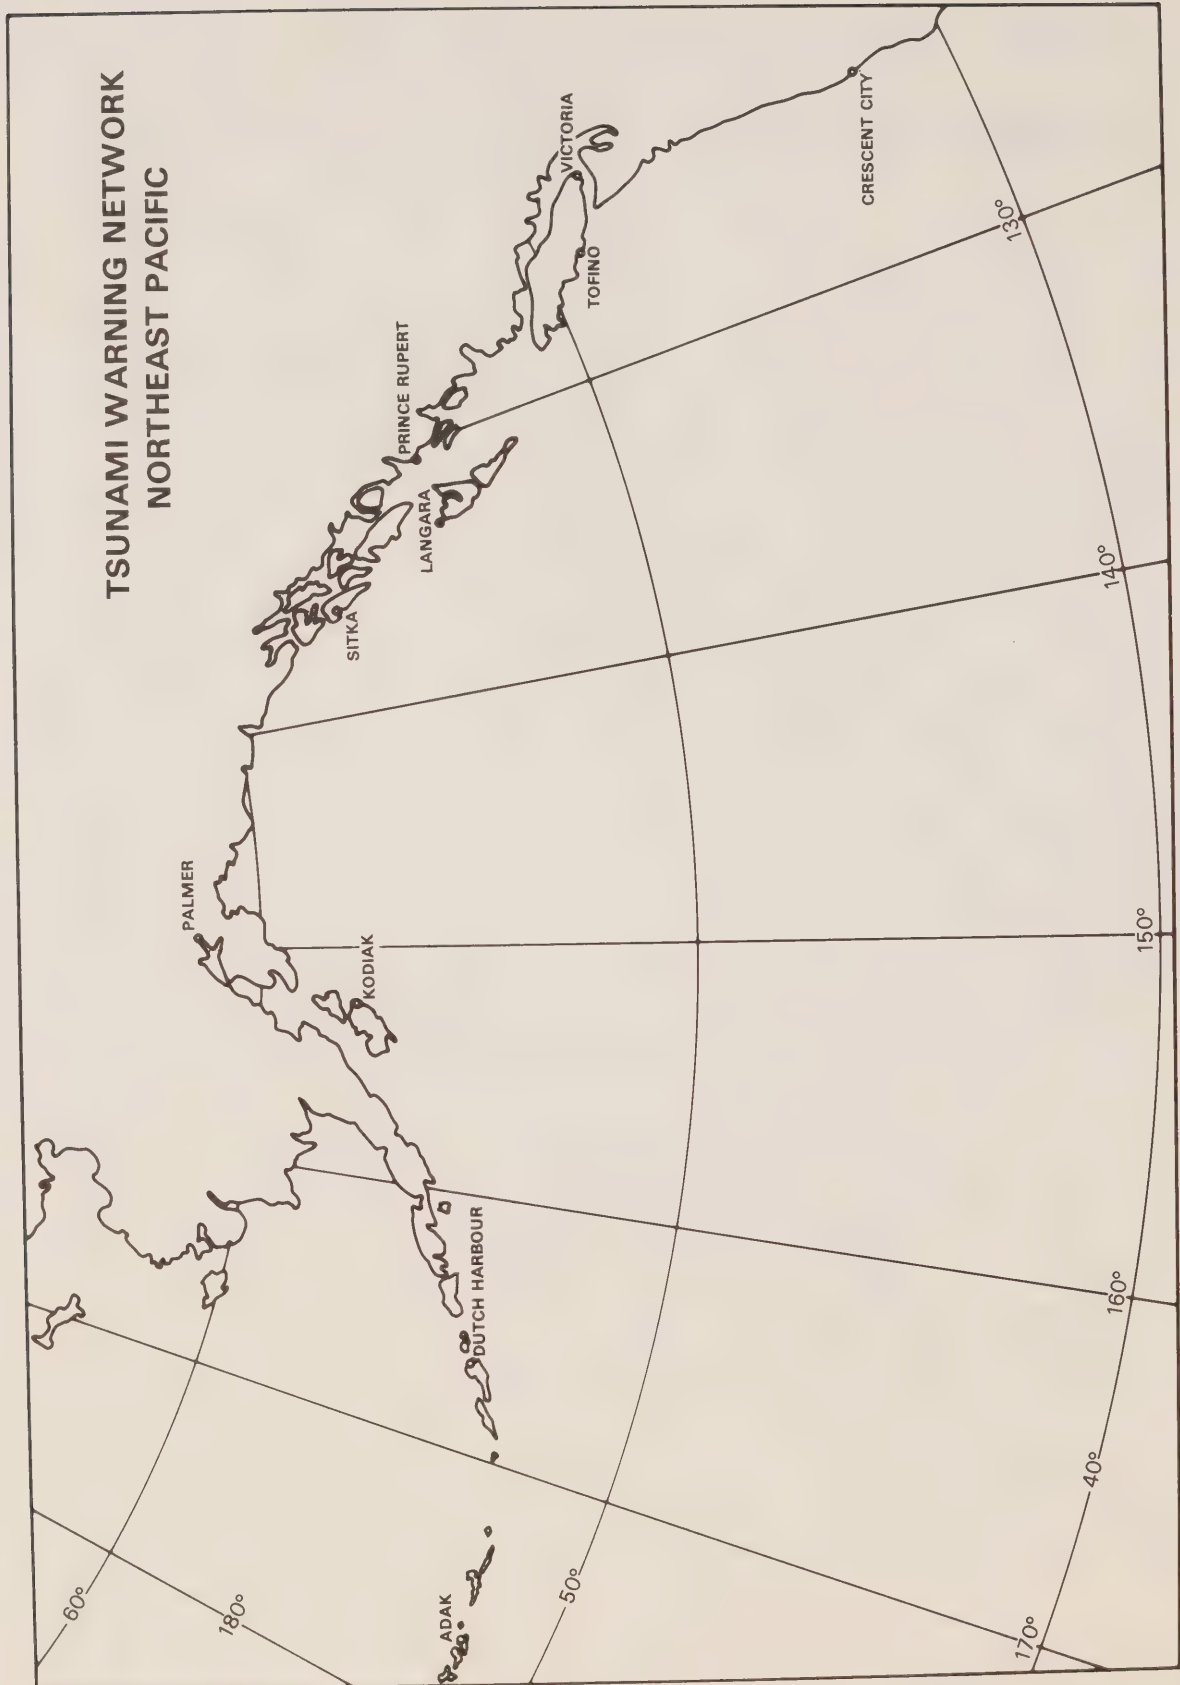 TSUNAMI WARNING NETWORK
NORTHEAST PACIFIC
ADAK
DUTCH HARBOUR
KODIAK
PALMER
SITKA
LANGARA
PRINCE RUPERT
TOFINO
VICTORIA
CRESCENT CITY
60°
180°
50°
170°
40°
160°
150°
140°
130°